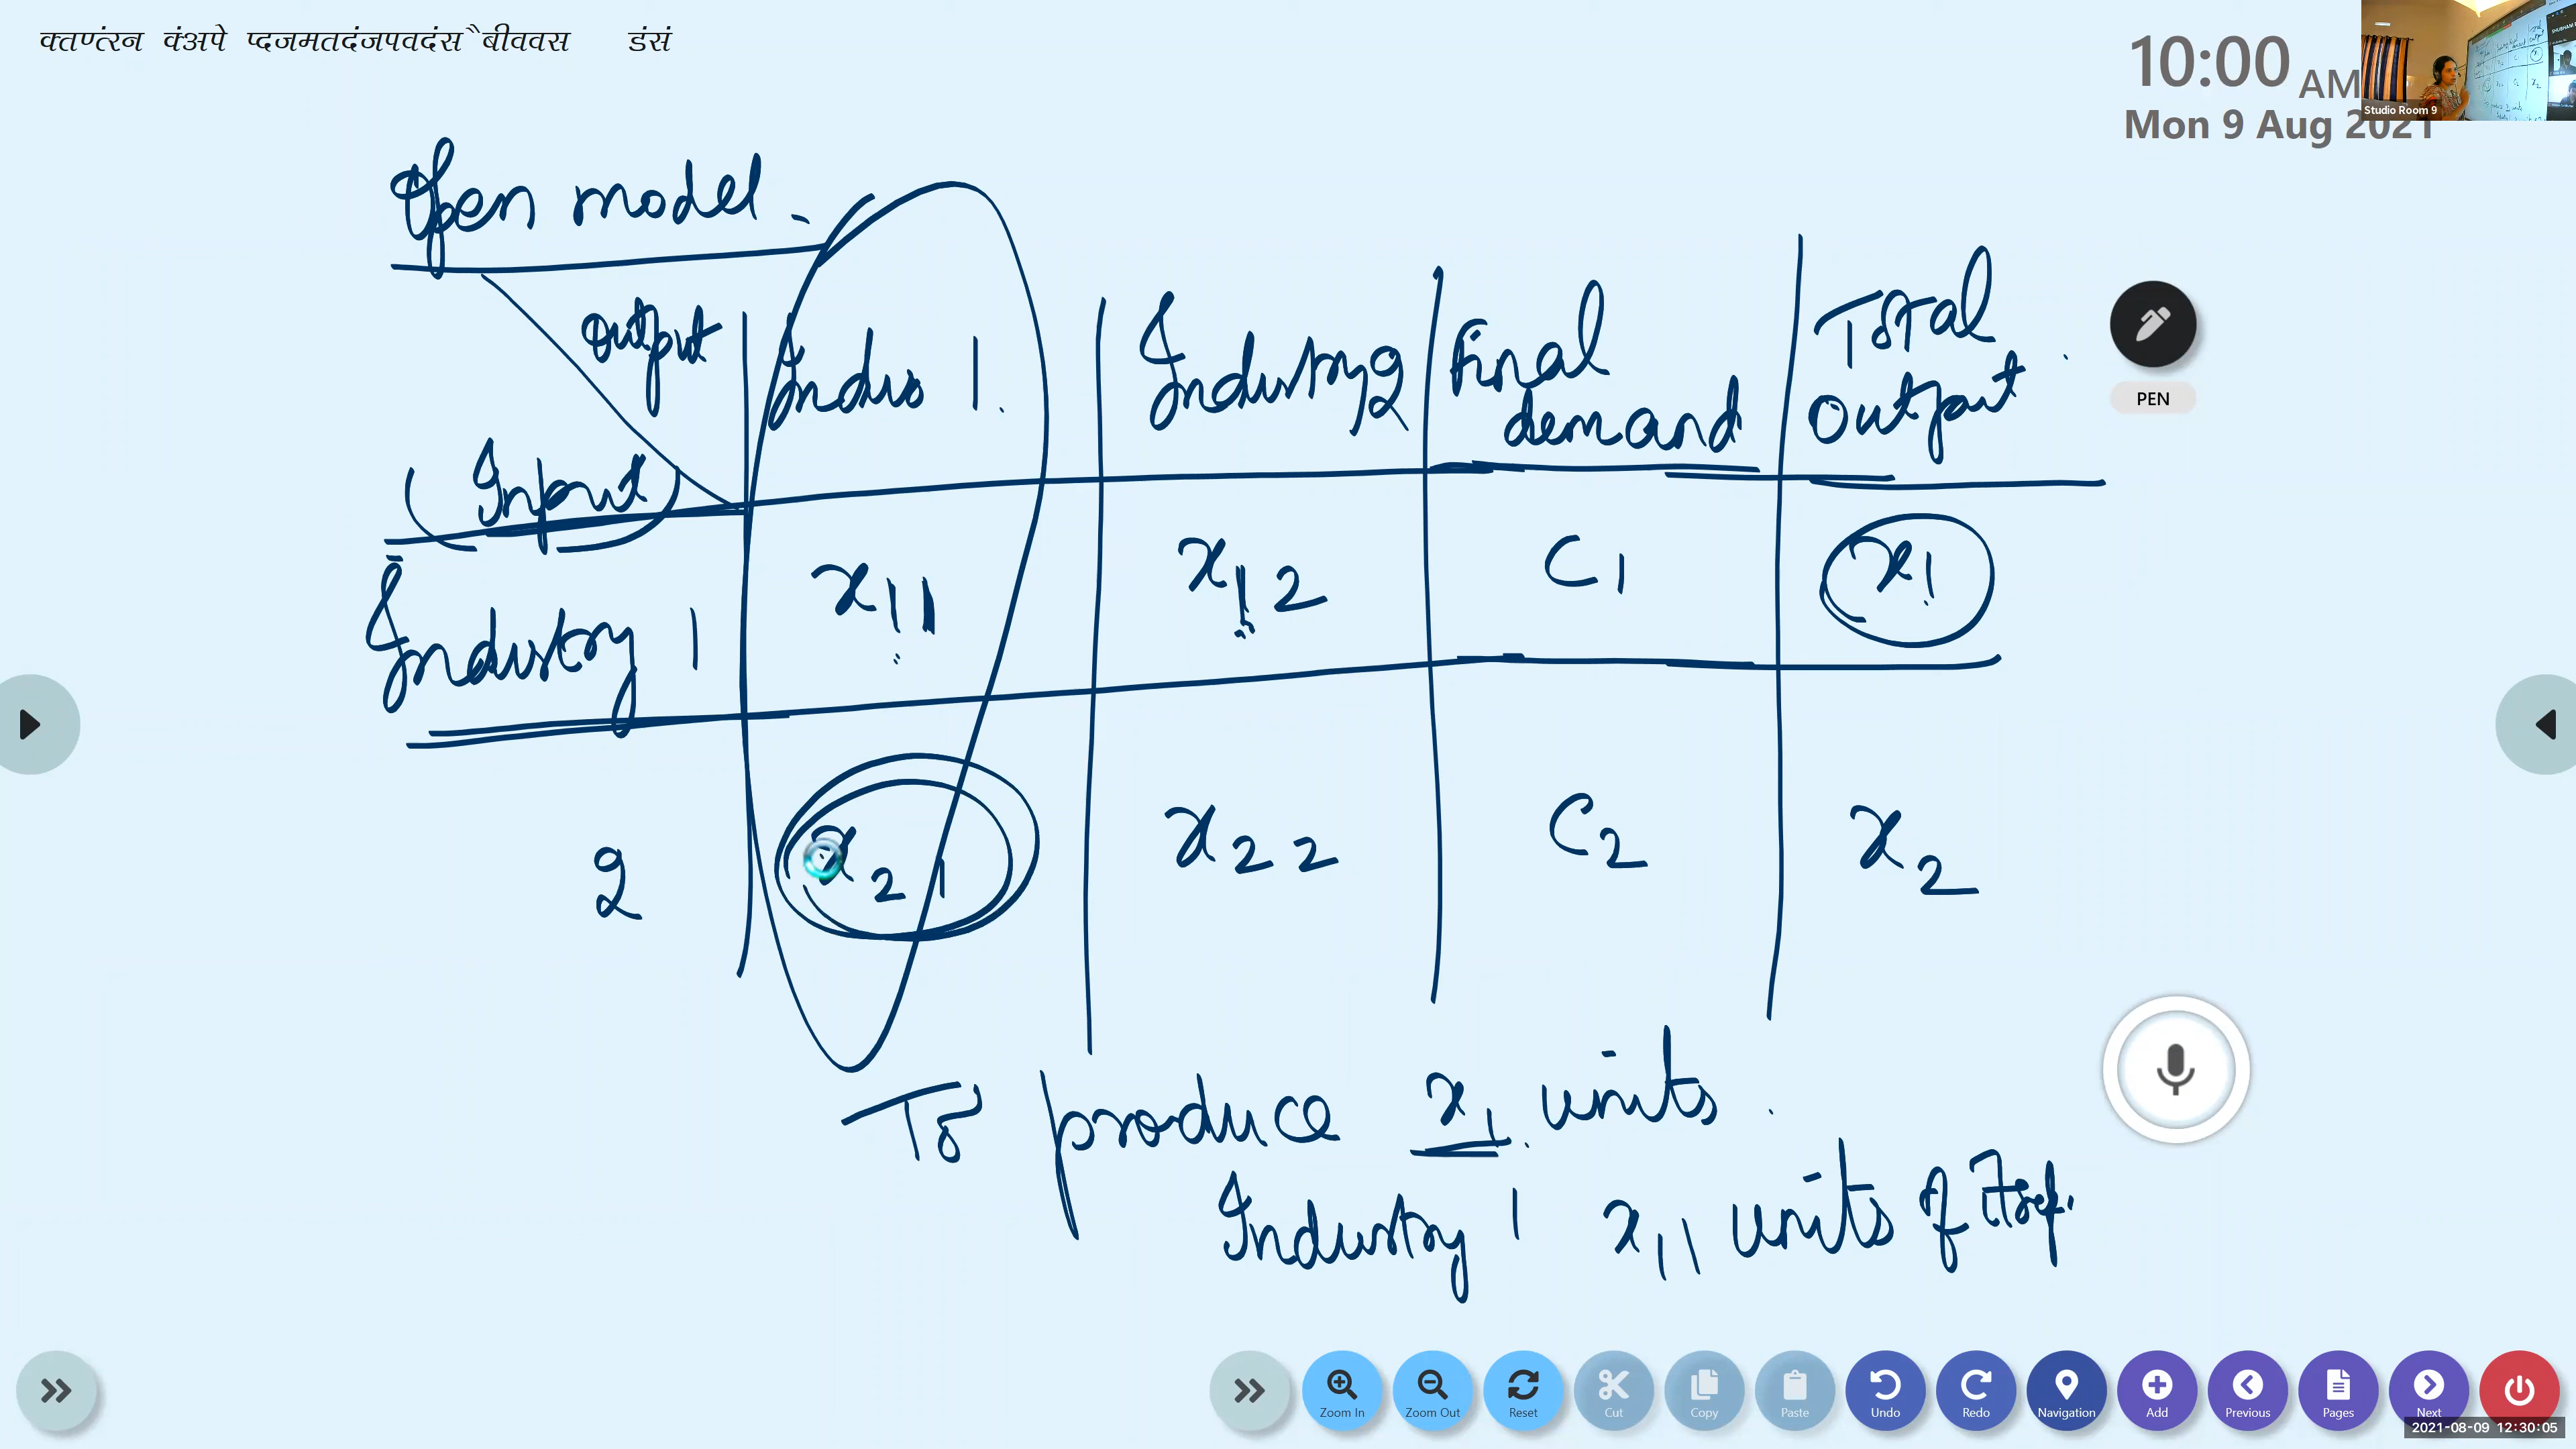 क्तण्तंरन क्ंअपे प्दजमतदंजपवदंस ैबीववस डंसं
10:00 AM
Mon 9 Aug 2021
Studio Room 9
Open model.
Output Indus 1. Industry 2 Final demand Total Output.
Input
Industry 1 x11 x12 C1 x1
2 x21 x22 C2 x2
To produce x1 units.
Industry 1 x11 units of
PEN
Zoom In Zoom Out Reset Cut Copy Paste Undo Redo Navigation Add Previous Pages Next
2021-08-09 12:30:05